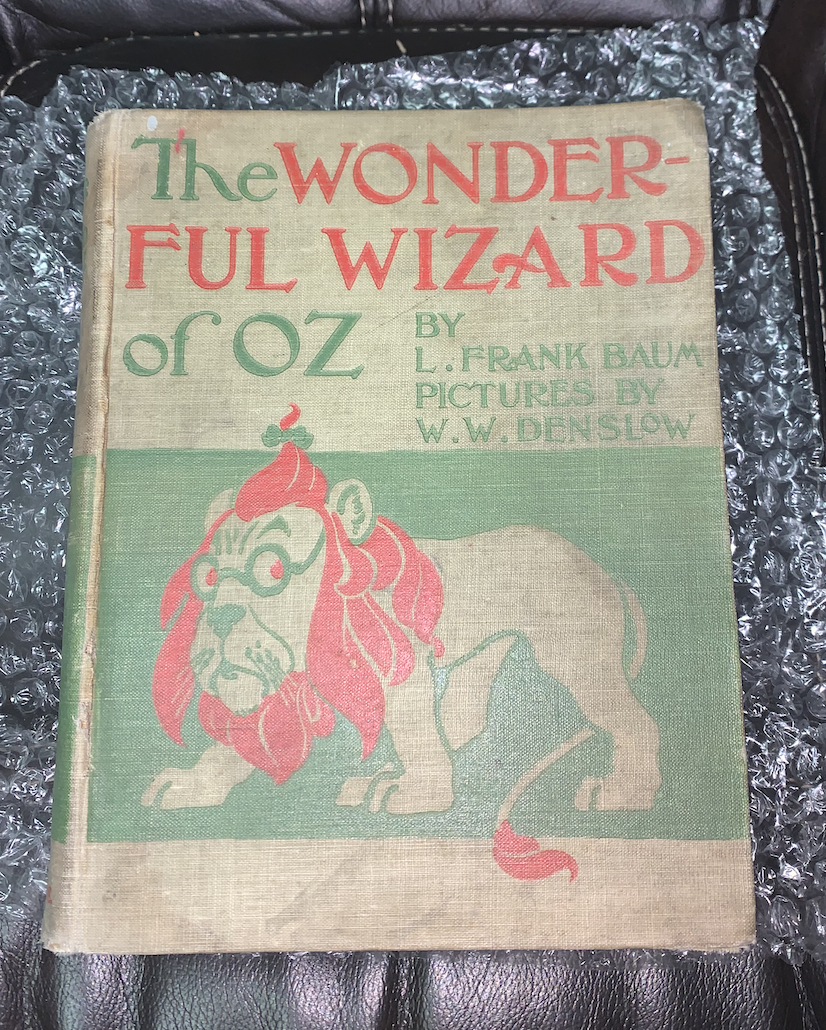 The WONDER-
FUL WIZARD
of OZ
BY
L. FRANK BAUM
PICTURES BY
W. W. DENSLOW